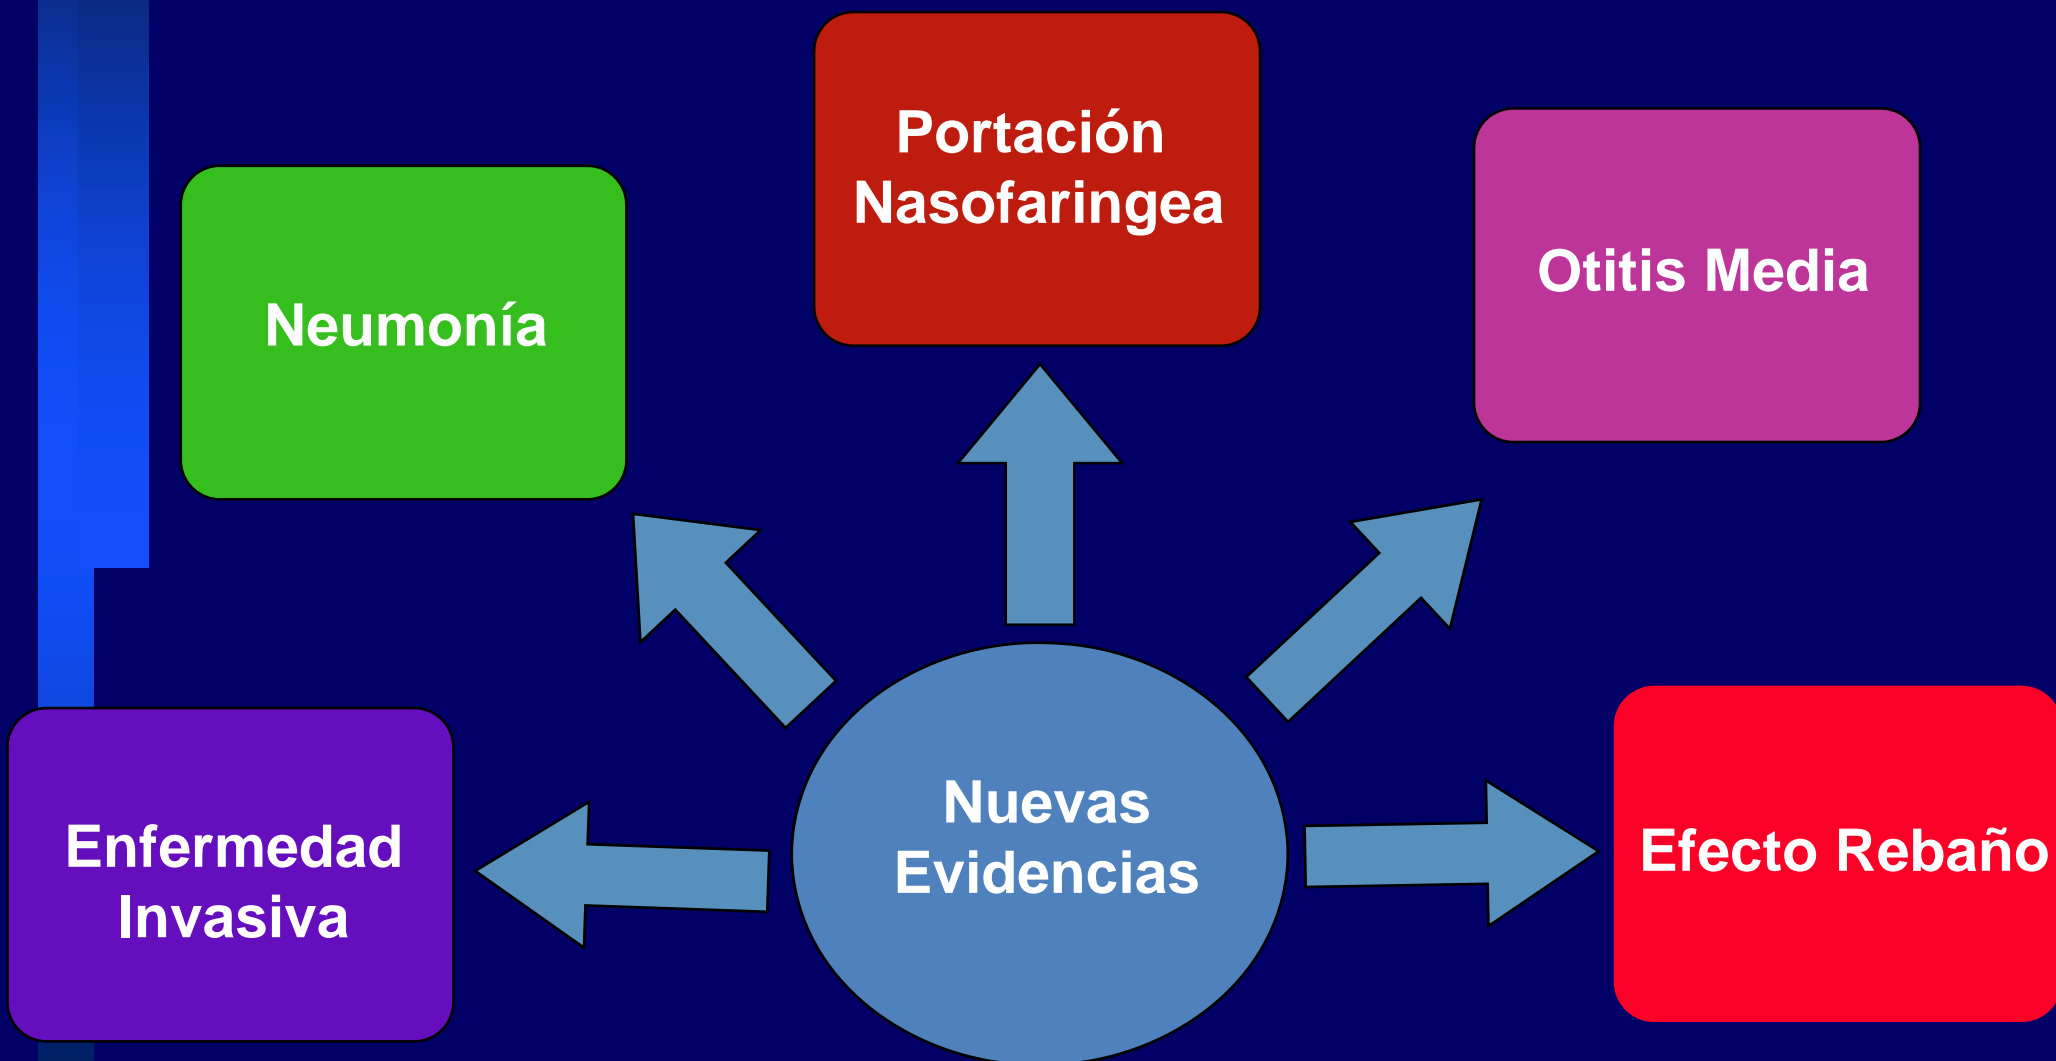 Portación
Nasofaringea
Otitis Media
Neumonía
Nuevas
Evidencias
Enfermedad
Invasiva
Efecto Rebaño